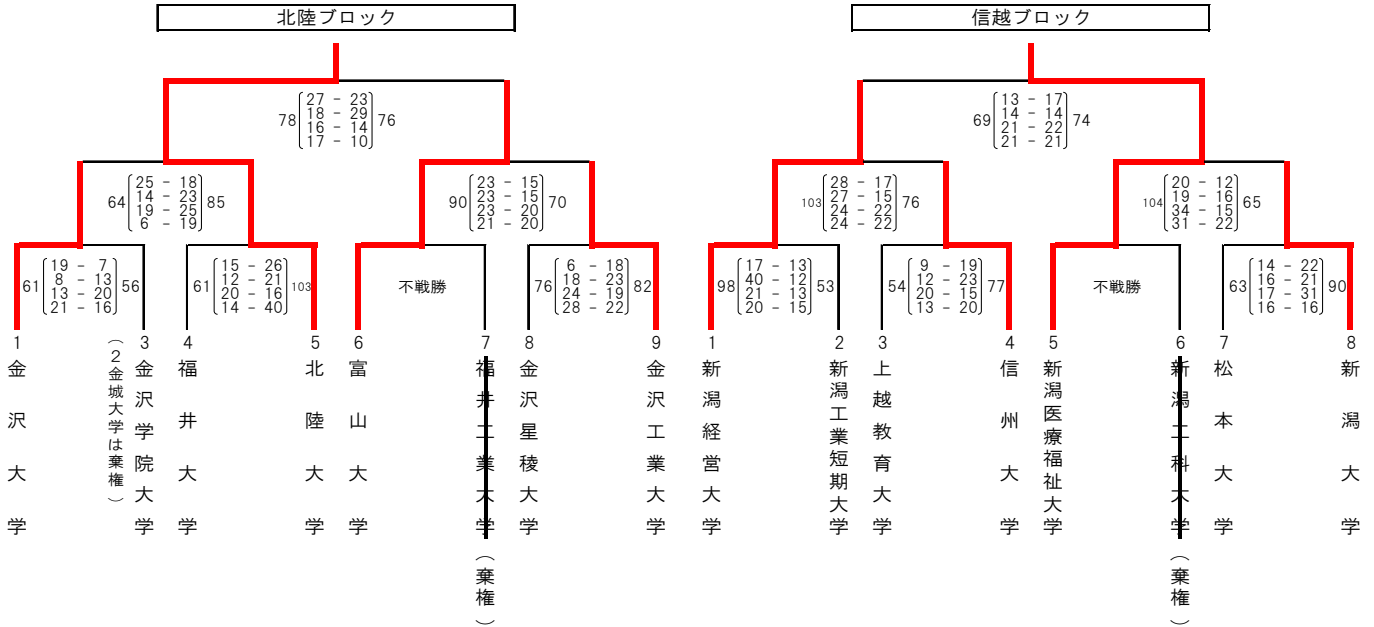 北陸ブロック
信越ブロック
78 27 - 23 76
18 - 29
16 - 14
17 - 10
69 13 - 17 74
14 - 14
21 - 22
21 - 21
64 25 - 18 85
14 - 23
19 - 25
6 - 19
90 23 - 15 70
23 - 15
23 - 20
21 - 20
103 28 - 17 76
27 - 15
24 - 22
24 - 22
104 20 - 12 65
19 - 16
34 - 15
31 - 22
61 19 - 7 56
8 - 13
13 - 20
21 - 16
61 15 - 26 103
12 - 21
20 - 16
14 - 40
不戦勝
76 6 - 18 82
18 - 23
24 - 19
28 - 22
98 17 - 13 53
40 - 12
21 - 13
20 - 15
54 9 - 19 77
12 - 23
20 - 15
13 - 20
不戦勝
63 14 - 22 90
16 - 21
17 - 31
16 - 16
1 金沢大学
(2金城大学は棄権)
3 金沢学院大学
4 福井大学
5 北陸大学
6 富山大学
7 福井工業大学(棄権)
8 金沢星稜大学
9 金沢工業大学
1 新潟経営大学
2 新潟工業短期大学
3 上越教育大学
4 信州大学
5 新潟医療福祉大学
6 新潟工科大学(棄権)
7 松本大学
8 新潟大学